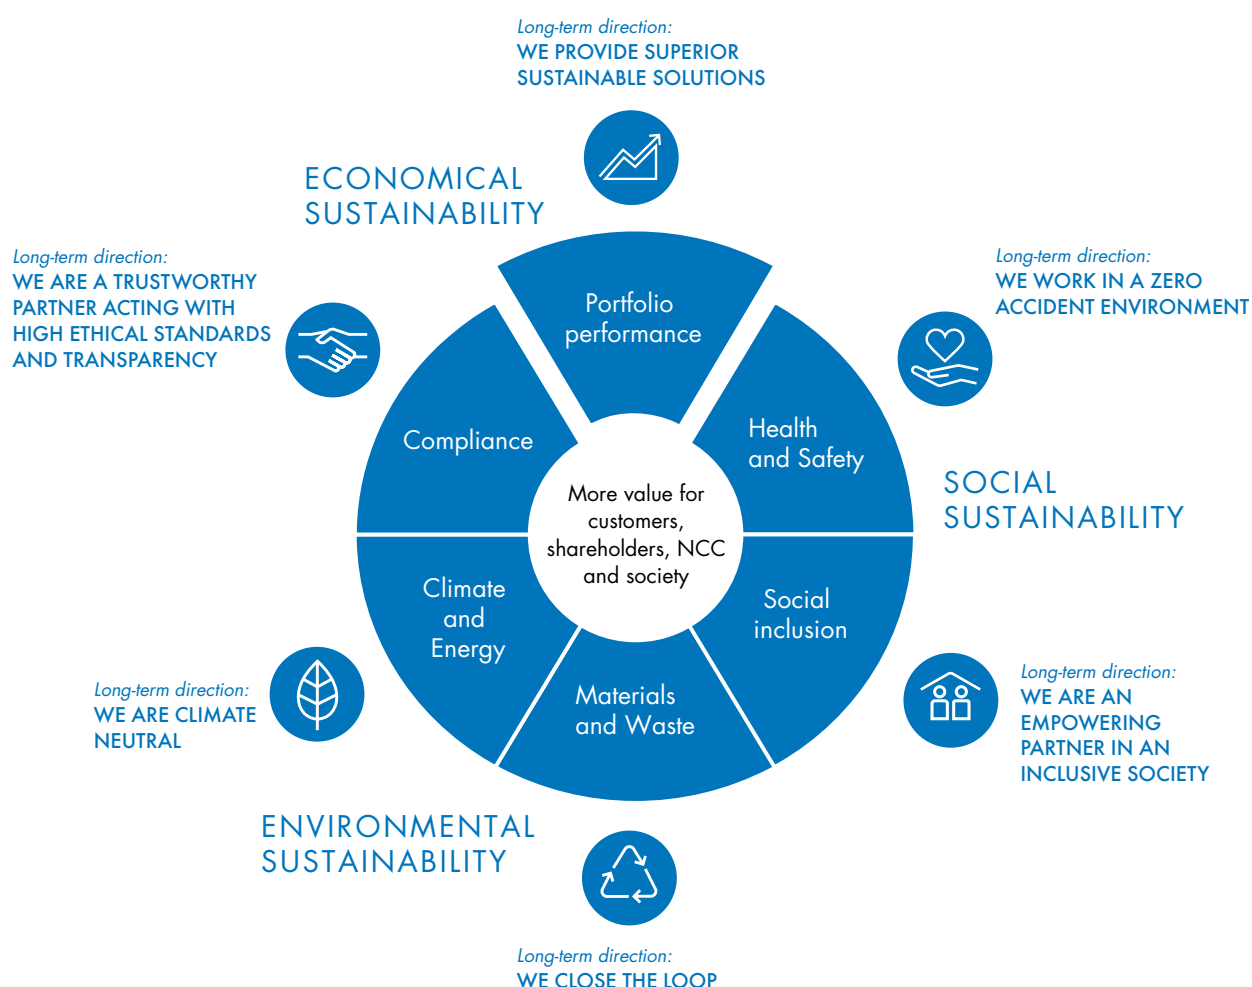 Long-term direction:
WE PROVIDE SUPERIOR
SUSTAINABLE SOLUTIONS
ECONOMICAL
SUSTAINABILITY
Long-term direction:
WE ARE A TRUSTWORTHY
PARTNER ACTING WITH
HIGH ETHICAL STANDARDS
AND TRANSPARENCY
Long-term direction:
WE WORK IN A ZERO
ACCIDENT ENVIRONMENT
Portfolio
performance
Compliance
Health
and Safety
SOCIAL
SUSTAINABILITY
More value for
customers,
shareholders, NCC
and society
Climate
and
Energy
Social
inclusion
Materials
and Waste
Long-term direction:
WE ARE CLIMATE
NEUTRAL
Long-term direction:
WE ARE AN
EMPOWERING
PARTNER IN AN
INCLUSIVE SOCIETY
ENVIRONMENTAL
SUSTAINABILITY
Long-term direction:
WE CLOSE THE LOOP